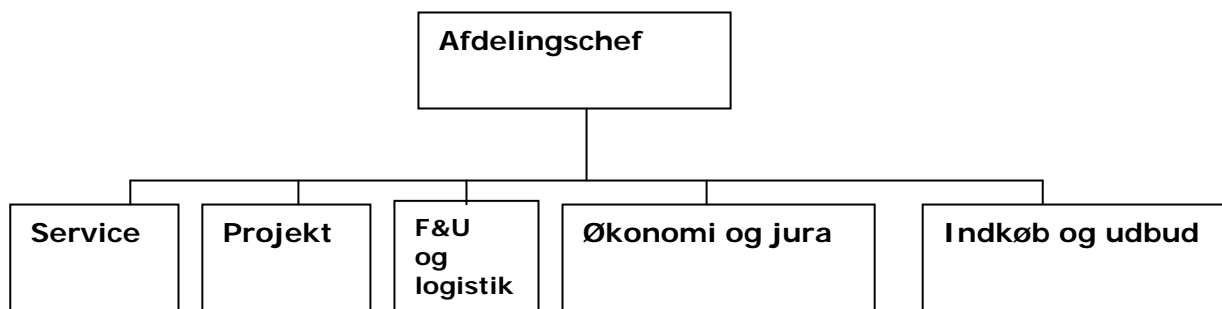 Afdelingschef
Service
Projekt
F&U
og
logistik
Økonomi og jura
Indkøb og udbud